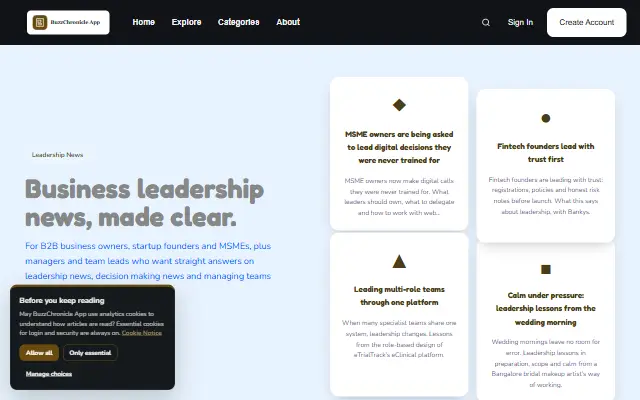 BuzzChronicle App
Home
Explore
Categories
About
Sign In
Create Account
Leadership News
Business leadership
news, made clear.
For B2B business owners, startup founders and MSMEs, plus
managers and team leads who want straight answers on
leadership news, decision making news and managing teams
MSME owners are being asked
to lead digital decisions they
were never trained for
MSME owners now make digital calls
they were never trained for. What
leaders should own, what to delegate
and how to work with web...
Fintech founders lead with
trust first
Fintech founders are leading with trust:
registrations, policies and honest risk
notes before launch. What this says
about leadership, with Bankys.
Leading multi-role teams
through one platform
When many specialist teams share one
system, leadership changes. Lessons
from the role-based design of
eTrialTrack's eClinical platform.
Calm under pressure:
leadership lessons from the
wedding morning
Wedding mornings leave no room for
error. Leadership lessons in
preparation, scope and calm from a
Bangalore bridal makeup artist's way
of working.
Before you keep reading
May BuzzChronicle App use analytics cookies to
understand how articles are read? Essential cookies
for login and security are always on. Cookie Notice
Allow all
Only essential
Manage choices